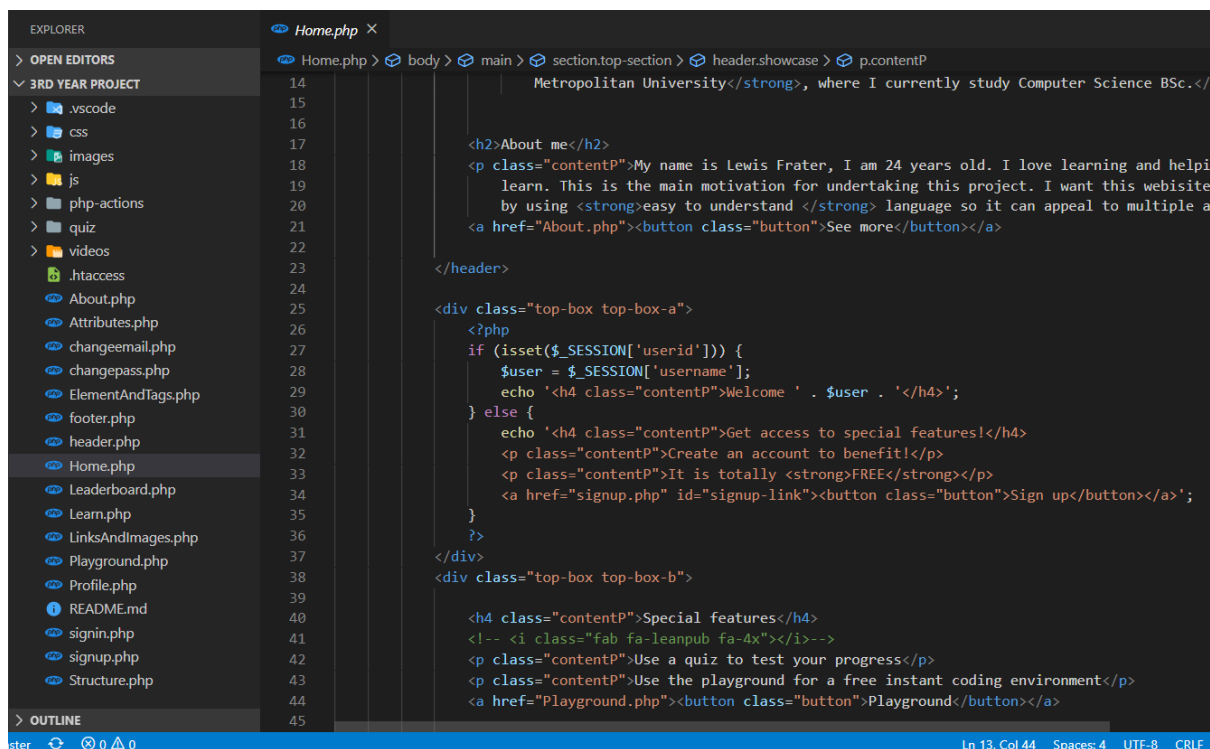 EXPLORER
OPEN EDITORS
3RD YEAR PROJECT
.vscode
css
images
js
php-actions
quiz
videos
.htaccess
About.php
Attributes.php
changeemail.php
changepass.php
ElementAndTags.php
footer.php
header.php
Home.php
Leaderboard.php
Learn.php
LinksAndImages.php
Playground.php
Profile.php
README.md
signin.php
signup.php
Structure.php
OUTLINE
Home.php
Home.php > body > main > section.top-section > header.showcase > p.contentP
14 Metropolitan University</strong>, where I currently study Computer Science BSc.</
15
16
17 <h2>About me</h2>
18 <p class="contentP">My name is Lewis Frater, I am 24 years old. I love learning and helpi
19 learn. This is the main motivation for undertaking this project. I want this webisite
20 by using <strong>easy to understand </strong> language so it can appeal to multiple a
21 <a href="About.php"><button class="button">See more</button></a>
22
23 </header>
24
25 <div class="top-box top-box-a">
26 <?php
27 if (isset($_SESSION['userid'])) {
28 $user = $_SESSION['username'];
29 echo '<h4 class="contentP">Welcome ' . $user . '</h4>';
30 } else {
31 echo '<h4 class="contentP">Get access to special features!</h4>
32 <p class="contentP">Create an account to benefit!</p>
33 <p class="contentP">It is totally <strong>FREE</strong></p>
34 <a href="signup.php" id="signup-link"><button class="button">Sign up</button></a>';
35 }
36 ?>
37 </div>
38 <div class="top-box top-box-b">
39
40 <h4 class="contentP">Special features</h4>
41 <!-- <i class="fab fa-leanpub fa-4x"></i>-->
42 <p class="contentP">Use a quiz to test your progress</p>
43 <p class="contentP">Use the playground for a free instant coding environment</p>
44 <a href="Playground.php"><button class="button">Playground</button></a>
45
ster 0 0 Ln 13, Col 44 Spaces: 4 UTF-8 CRLF